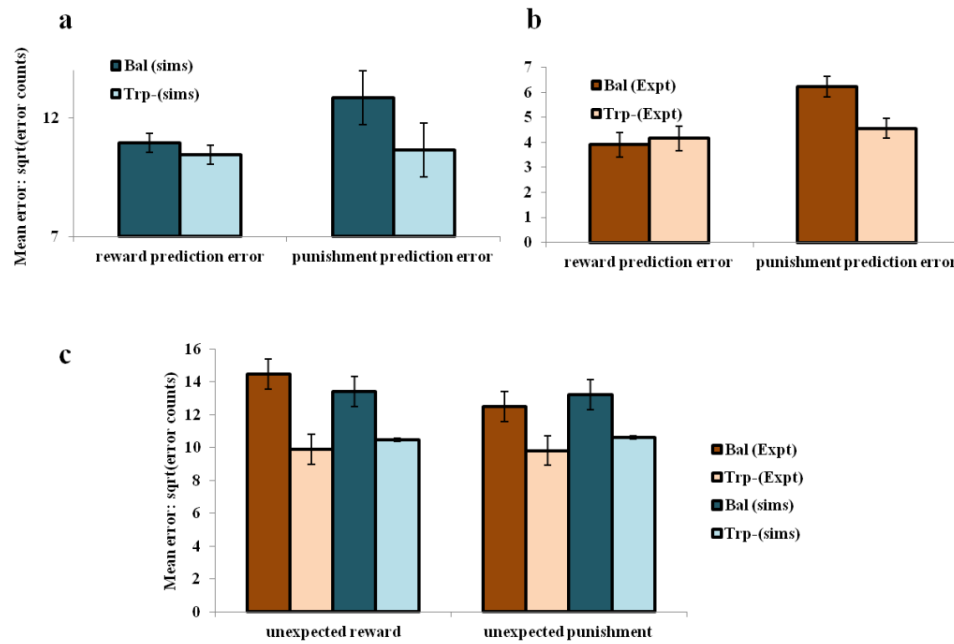 a
Mean error: sqrt(error counts)
12
7
Bal (sims)
Trp-(sims)
reward prediction error
punishment prediction error
b
7
6
5
4
3
2
1
0
Bal (Expt)
Trp-(Expt)
reward prediction error
punishment prediction error
c
Mean error: sqrt(error counts)
16
14
12
10
8
6
4
2
0
unexpected reward
unexpected punishment
Bal (Expt)
Trp-(Expt)
Bal (sims)
Trp-(sims)